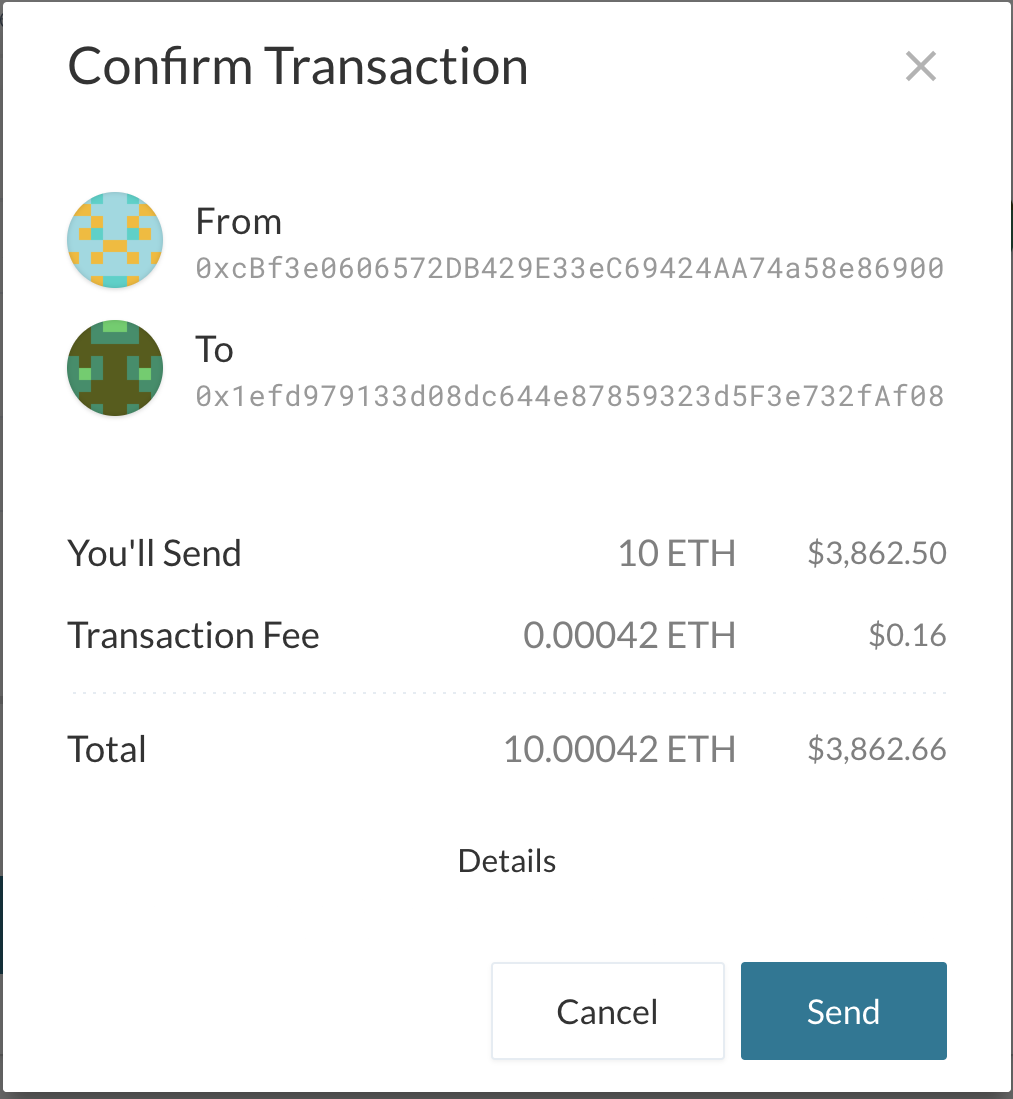 Confirm Transaction
From
0xcBf3e0606572DB429E33eC69424AA74a58e86900
To
0x1efd979133d08dc644e87859323d5F3e732fAf08
You'll Send 10 ETH $3,862.50
Transaction Fee 0.00042 ETH $0.16
Total 10.00042 ETH $3,862.66
Details
Cancel Send